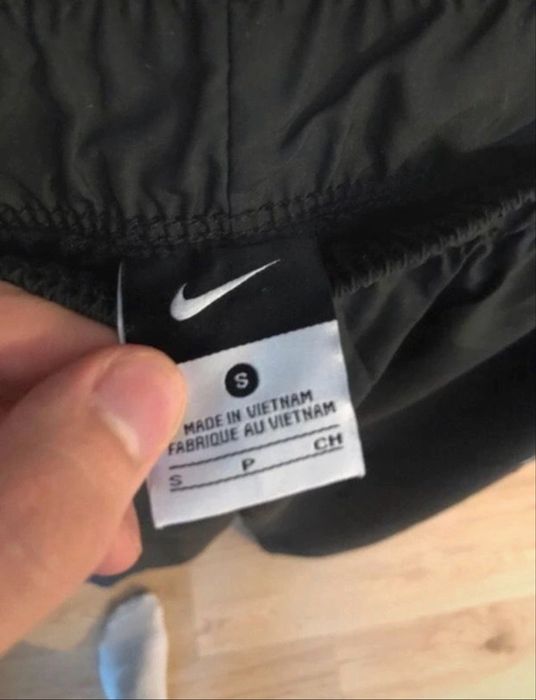 S
MADE IN VIETNAM
FABRIQUE AU VIETNAM
S P CH